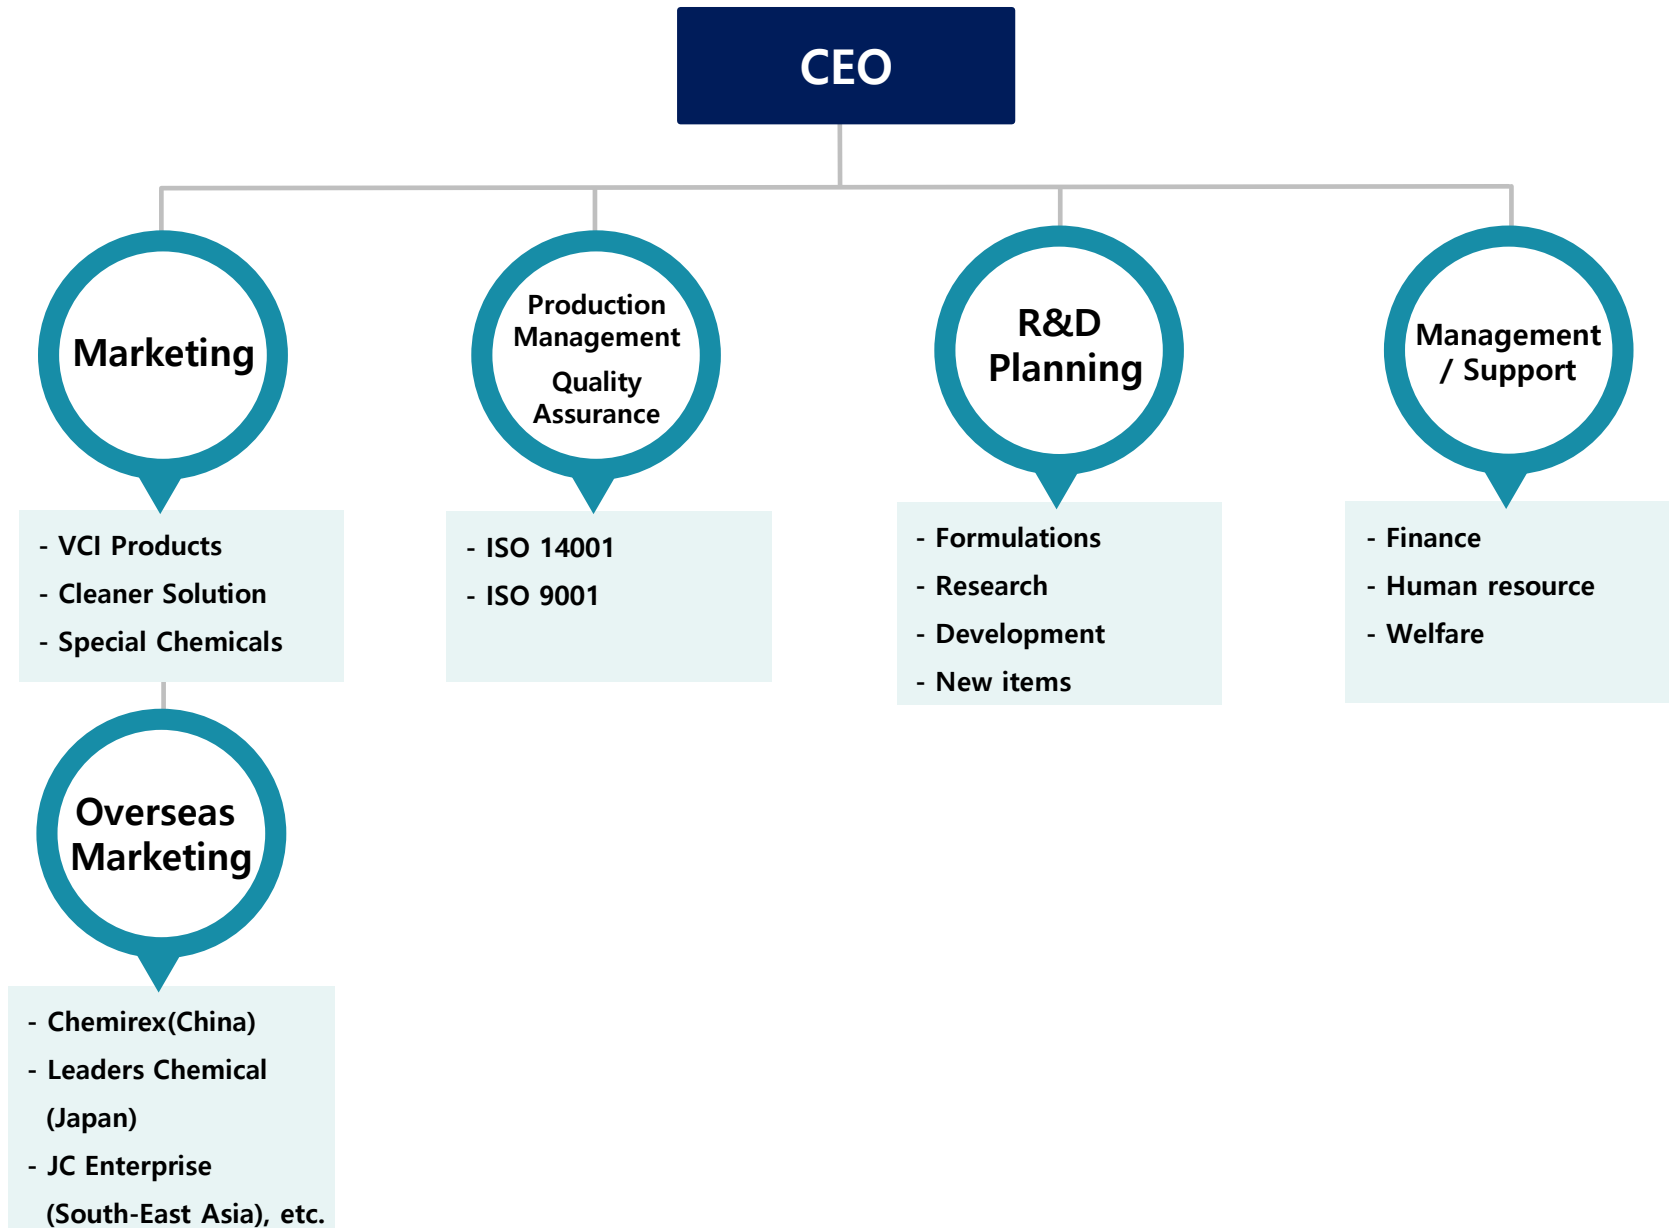 CEO
Marketing
- VCI Products
- Cleaner Solution
- Special Chemicals
Production
Management
Quality
Assurance
- ISO 14001
- ISO 9001
R&D
Planning
- Formulations
- Research
- Development
- New items
Management
/ Support
- Finance
- Human resource
- Welfare
Overseas
Marketing
- Chemirex(China)
- Leaders Chemical
(Japan)
- JC Enterprise
(South-East Asia), etc.